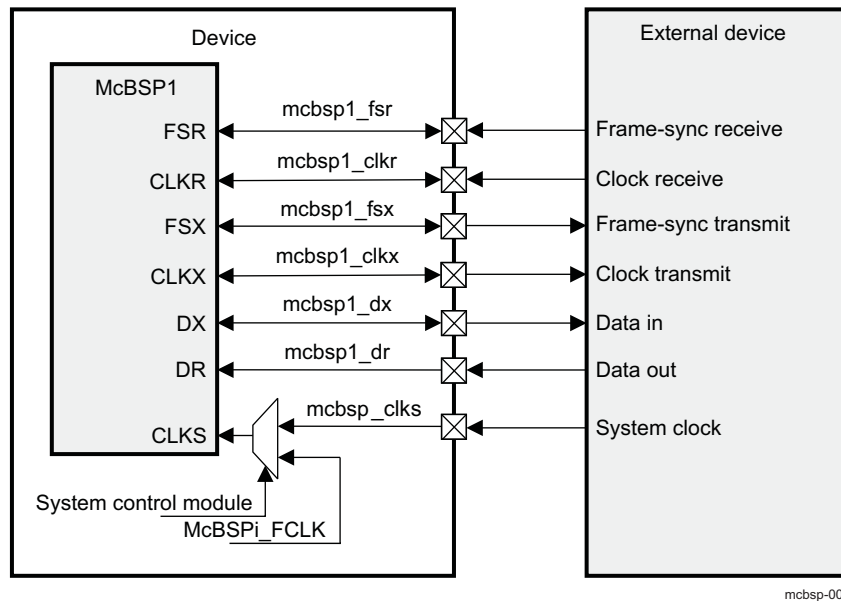 Device
External device
McBSP1
FSR
mcbsp1_fsr
Frame-sync receive
CLKR
mcbsp1_clkr
Clock receive
FSX
mcbsp1_fsx
Frame-sync transmit
CLKX
mcbsp1_clkx
Clock transmit
DX
mcbsp1_dx
Data in
DR
mcbsp1_dr
Data out
CLKS
mcbsp_clks
System clock
System control module
McBSPi_FCLK
mcbsp-00